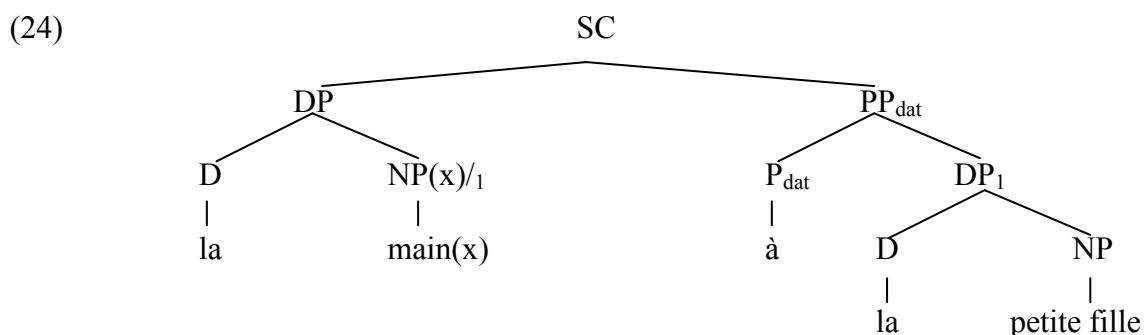 (24) SC
DP PP_dat
D NP(x)/_1 P_dat DP_1
la main(x) à D NP
la petite fille